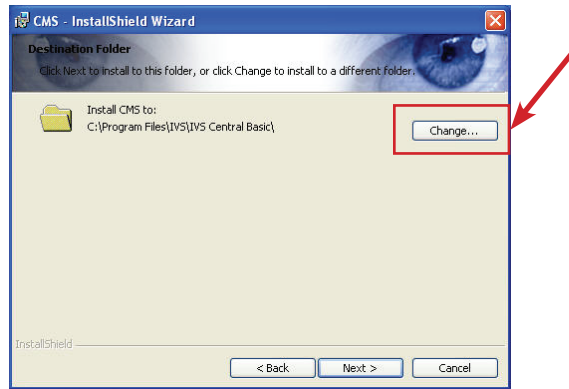 CMS - InstallShield Wizard
Destination Folder
Click Next to install to this folder, or click Change to install to a different folder.
Install CMS to:
C:\Program Files\IVS\IVS Central Basic\
Change...
InstallShield
< Back
Next >
Cancel